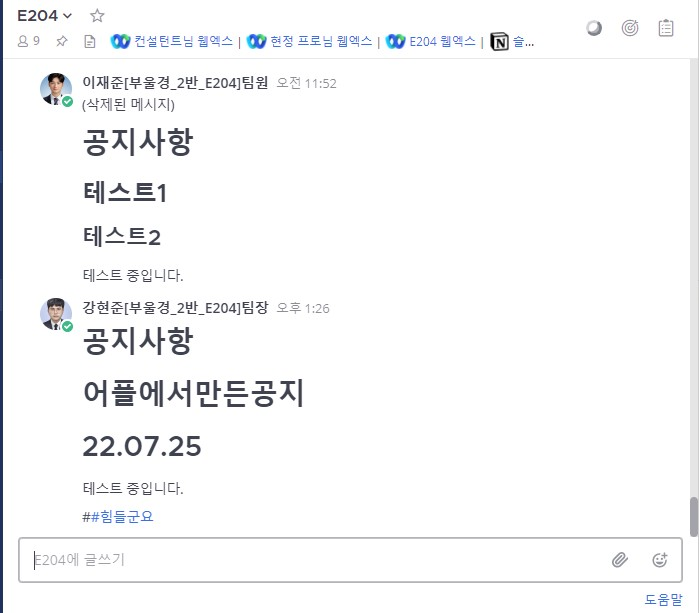 E204
9 컨설턴트님 웹엑스 | 현정 프로님 웹엑스 | E204 웹엑스 | 슬...
이재준[부울경_2반_E204]팀원 오전 11:52
(삭제된 메시지)
공지사항
테스트1
테스트2
테스트 중입니다.
강현준[부울경_2반_E204]팀장 오후 1:26
공지사항
어플에서만든공지
22.07.25
테스트 중입니다.
##힘들군요
E204에 글쓰기
도움말